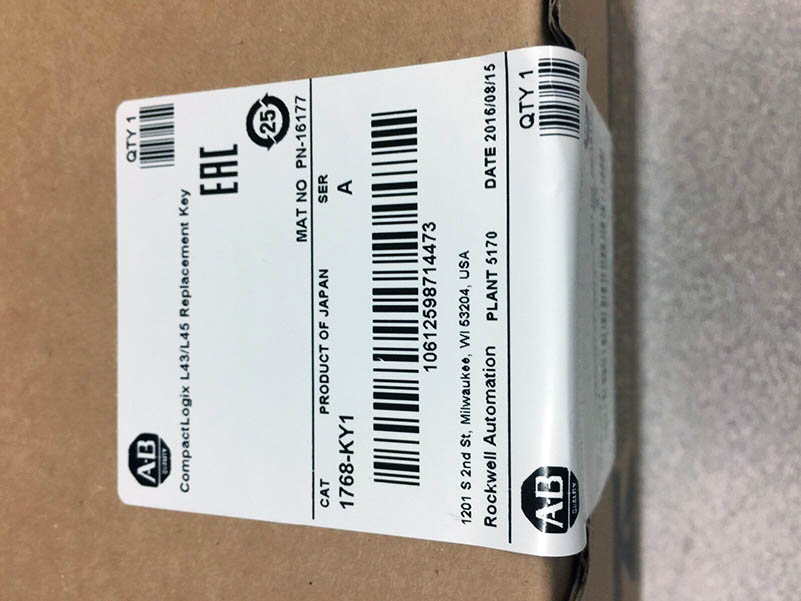 A-B
QUALITY
QTY 1
CompactLogix L43/L45 Replacement Key
EAC
25
MAT NO PN-16177
CAT PRODUCT OF JAPAN SER
1768-KY1 A
10612598714473
1201 S 2nd St, Milwaukee, WI 53204, USA
Rockwell Automation PLANT 5170 DATE 2016/08/15
A-B
QUALITY
QTY 1